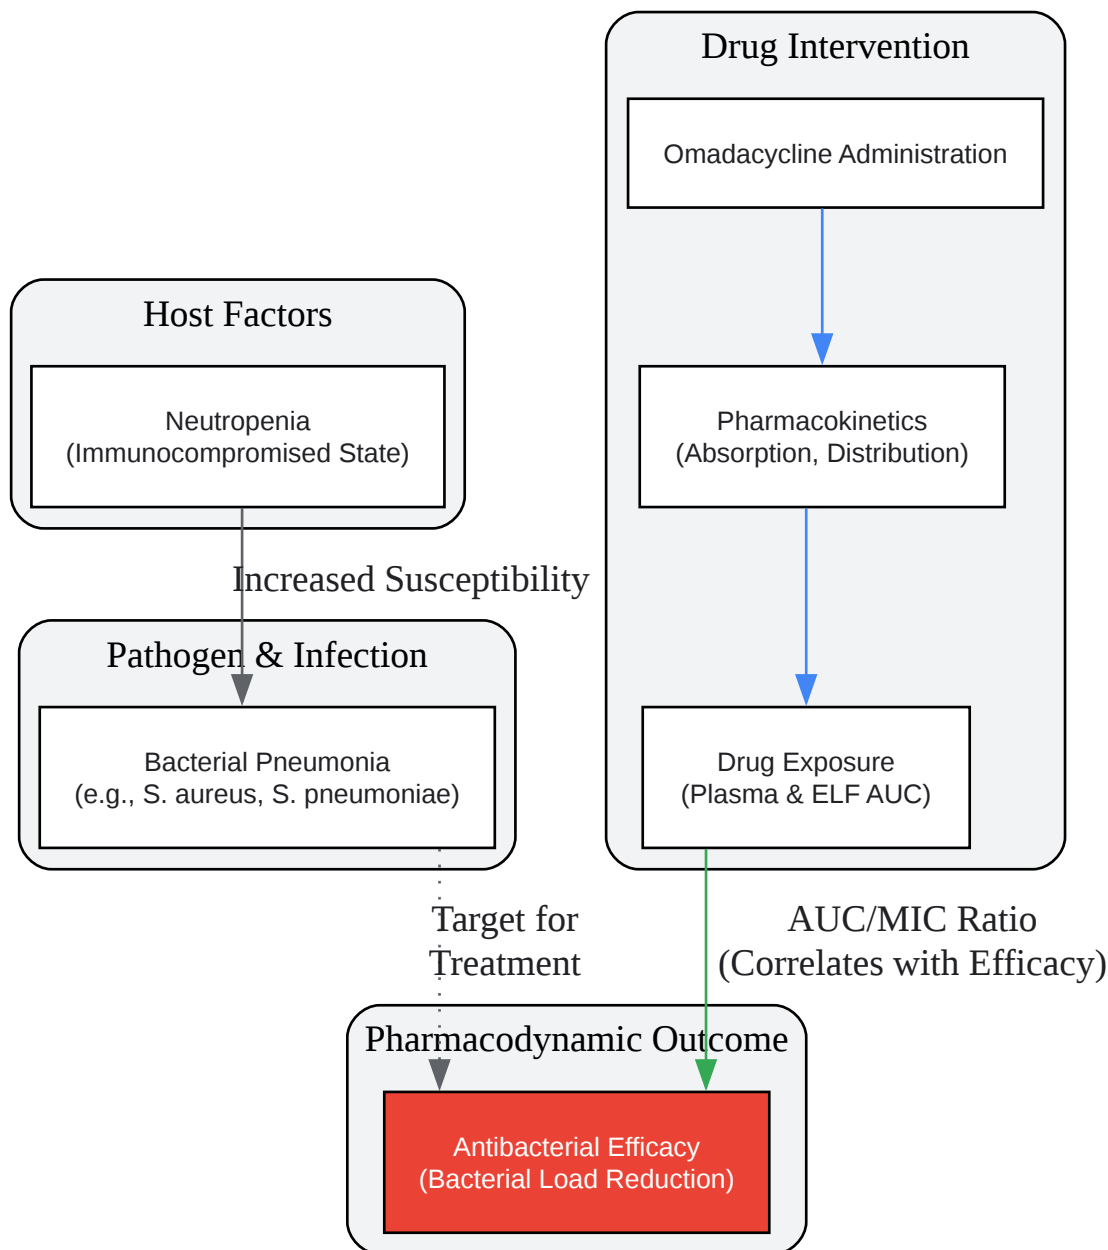 Drug Intervention
Omadacycline Administration
Host Factors
Neutropenia
(Immunocompromised State)
Pharmacokinetics
(Absorption, Distribution)
Increased Susceptibility
Pathogen & Infection
Bacterial Pneumonia
(e.g., S. aureus, S. pneumoniae)
Drug Exposure
(Plasma & ELF AUC)
Target for
Treatment
AUC/MIC Ratio
(Correlates with Efficacy)
Pharmacodynamic Outcome
Antibacterial Efficacy
(Bacterial Load Reduction)